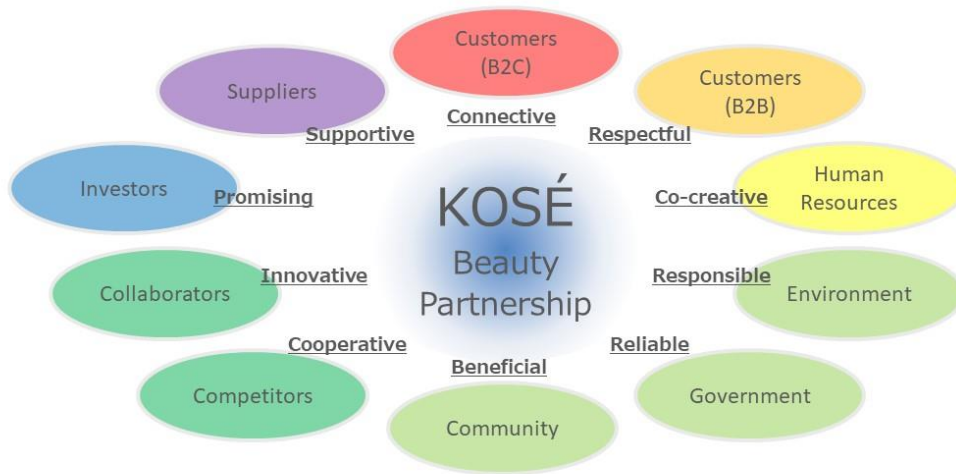 Customers
(B2C)
Customers
(B2B)
Suppliers
Connective
Supportive
Respectful
Investors
Promising
KOSÉ
Beauty
Partnership
Co-creative
Human
Resources
Collaborators
Innovative
Responsible
Environment
Cooperative
Reliable
Beneficial
Competitors
Community
Government